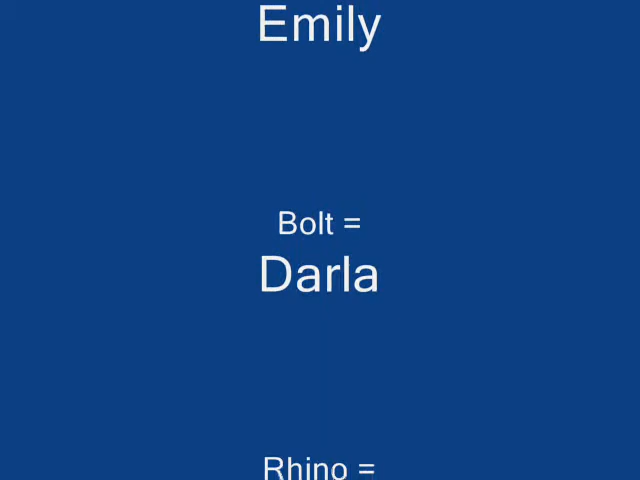 Emily
Bolt =
Darla
Rhino =